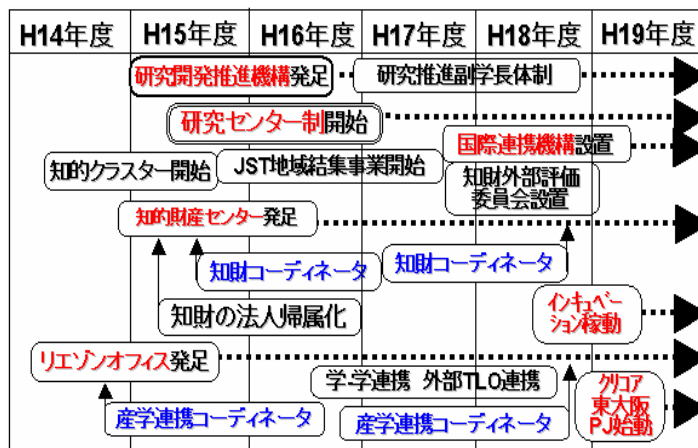 H14年度 H15年度 H16年度 H17年度 H18年度 H19年度
研究開発推進機構発足
研究推進副学長体制
研究センター制開始
国際連携機構設置
知的クラスター開始
JST地域結集事業開始
知財外部評価
委員会設置
知的財産センター発足
知財コーディネータ
知財コーディネータ
インキュベー
ション稼動
知財の法人帰属化
リエゾンオフィス発足
学-学連携 外部TLO連携
クリコア
東大阪
PJ始動
産学連携コーディネータ
産学連携コーディネータ